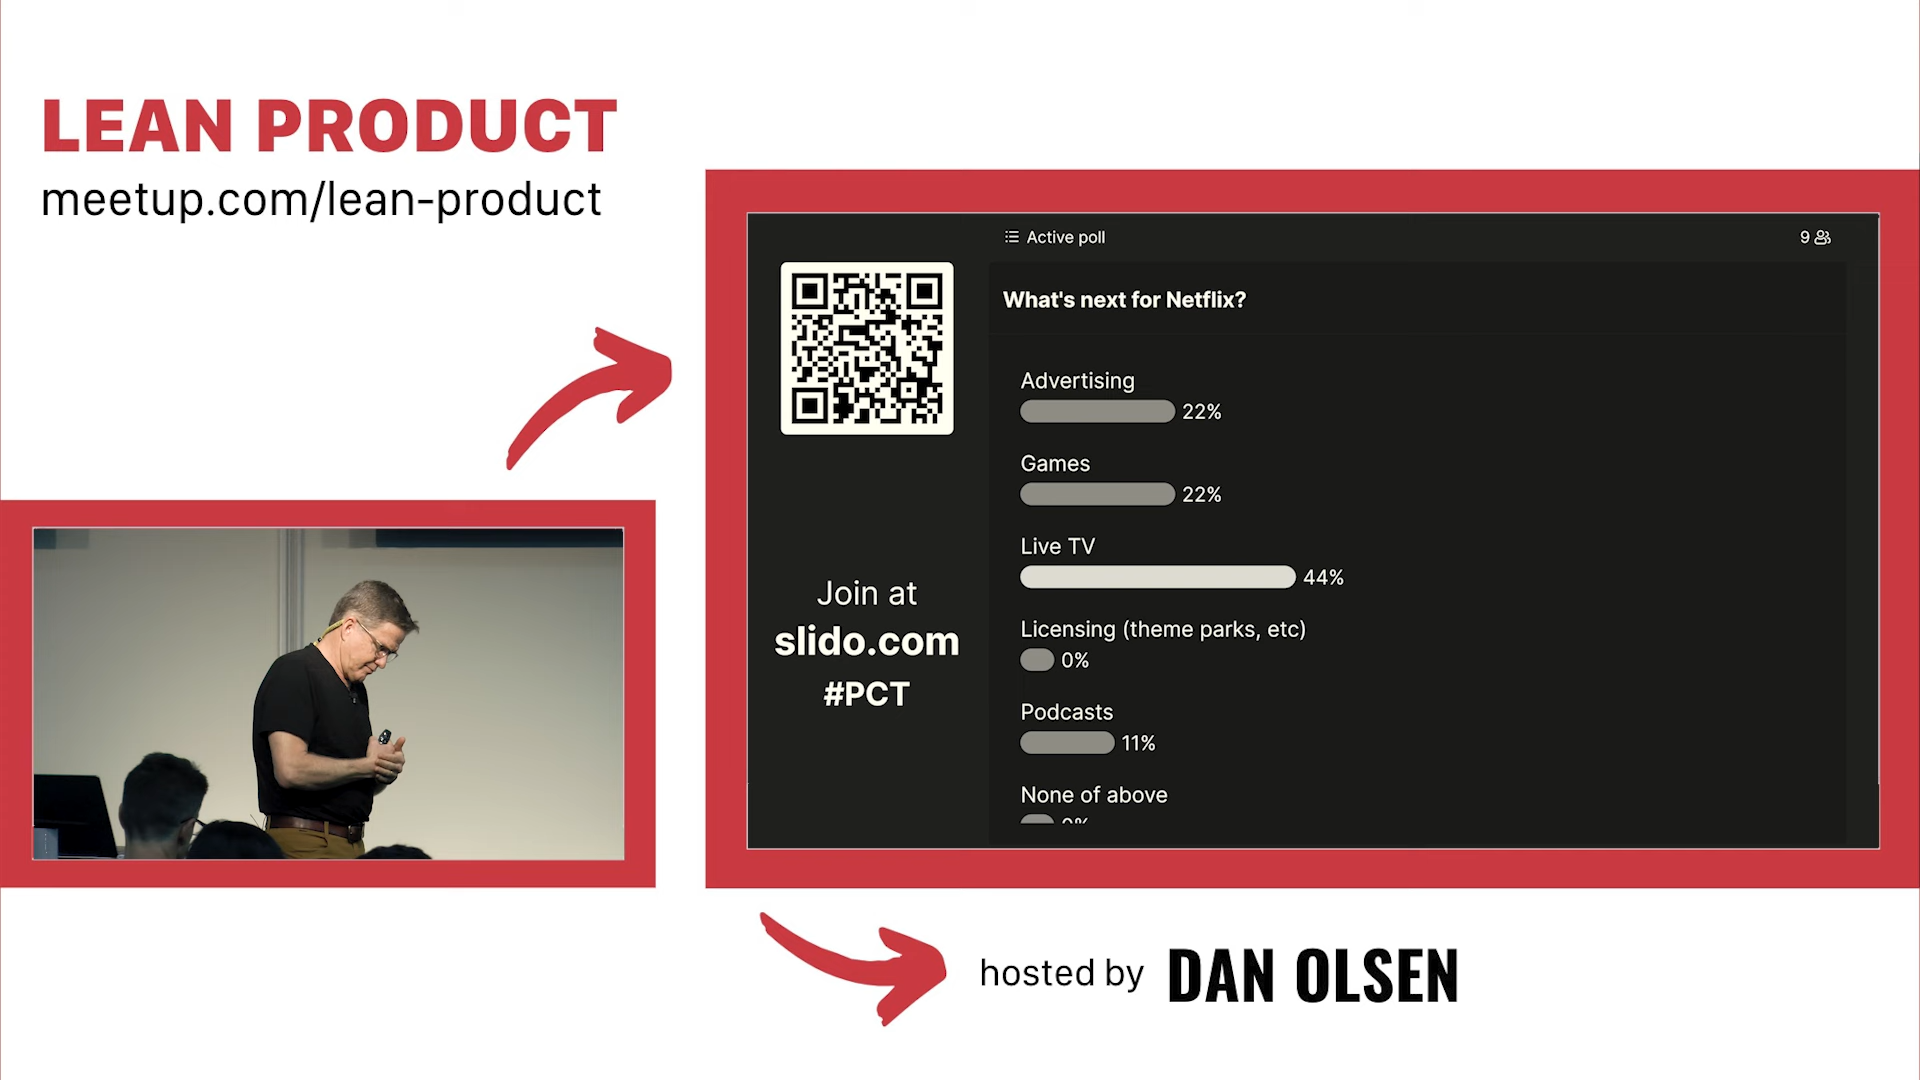 LEAN PRODUCT
meetup.com/lean-product
Active poll
9
What's next for Netflix?
Advertising
22%
Games
22%
Live TV
44%
Licensing (theme parks, etc)
0%
Podcasts
11%
None of above
0%
Join at
slido.com
#PCT
hosted by DAN OLSEN